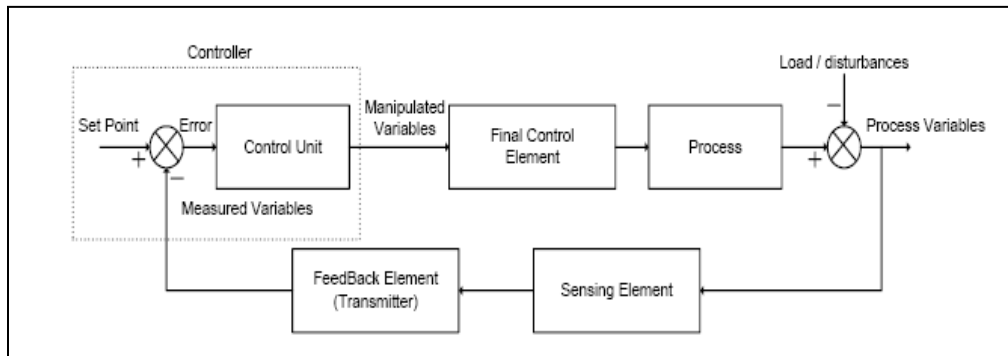 Controller
Load / disturbances
Set Point
Error
Control Unit
Manipulated
Variables
Final Control
Element
Process
Process Variables
+
−
−
+
Measured Variables
FeedBack Element
(Transmitter)
Sensing Element